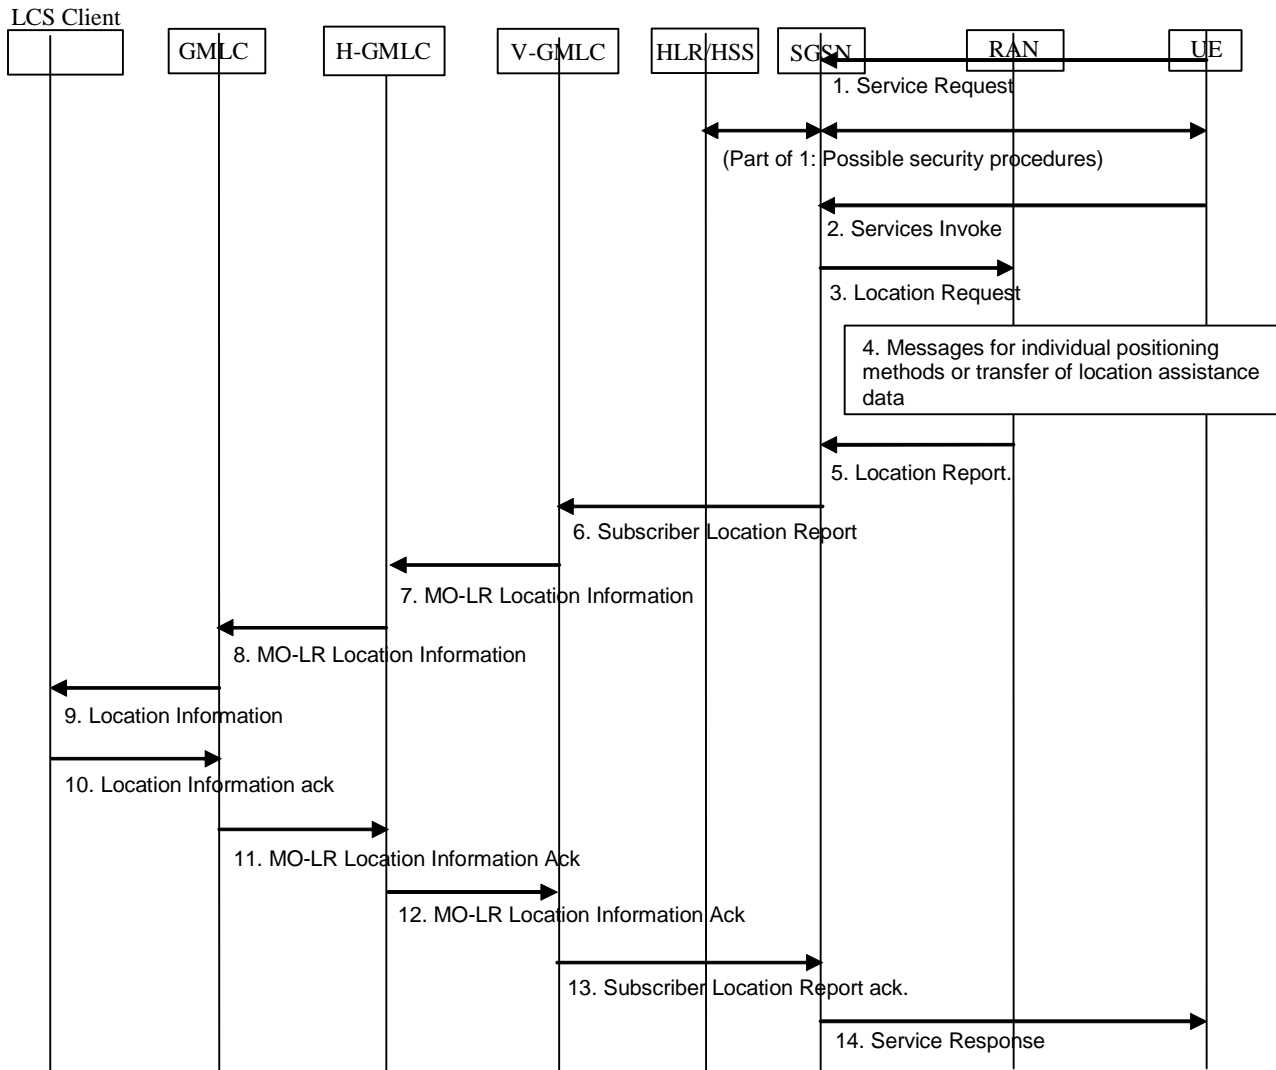 LCS Client
GMLC
H-GMLC
V-GMLC
HLR/HSS
SGSN
RAN
UE
1. Service Request
(Part of 1: Possible security procedures)
2. Services Invoke
3. Location Request
4. Messages for individual positioning
methods or transfer of location assistance
data
5. Location Report.
6. Subscriber Location Report
7. MO-LR Location Information
8. MO-LR Location Information
9. Location Information
10. Location Information ack
11. MO-LR Location Information Ack
12. MO-LR Location Information Ack
13. Subscriber Location Report ack.
14. Service Response